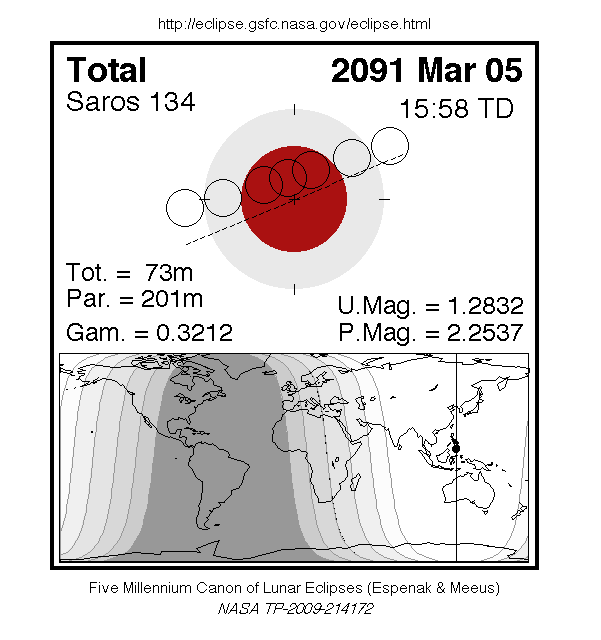 http://eclipse.gsfc.nasa.gov/eclipse.html
Total 2091 Mar 05
Saros 134 15:58 TD
Tot. = 73m
Par. = 201m
Gam. = 0.3212
U.Mag. = 1.2832
P.Mag. = 2.2537
Five Millennium Canon of Lunar Eclipses (Espenak & Meeus)
NASA TP-2009-214172